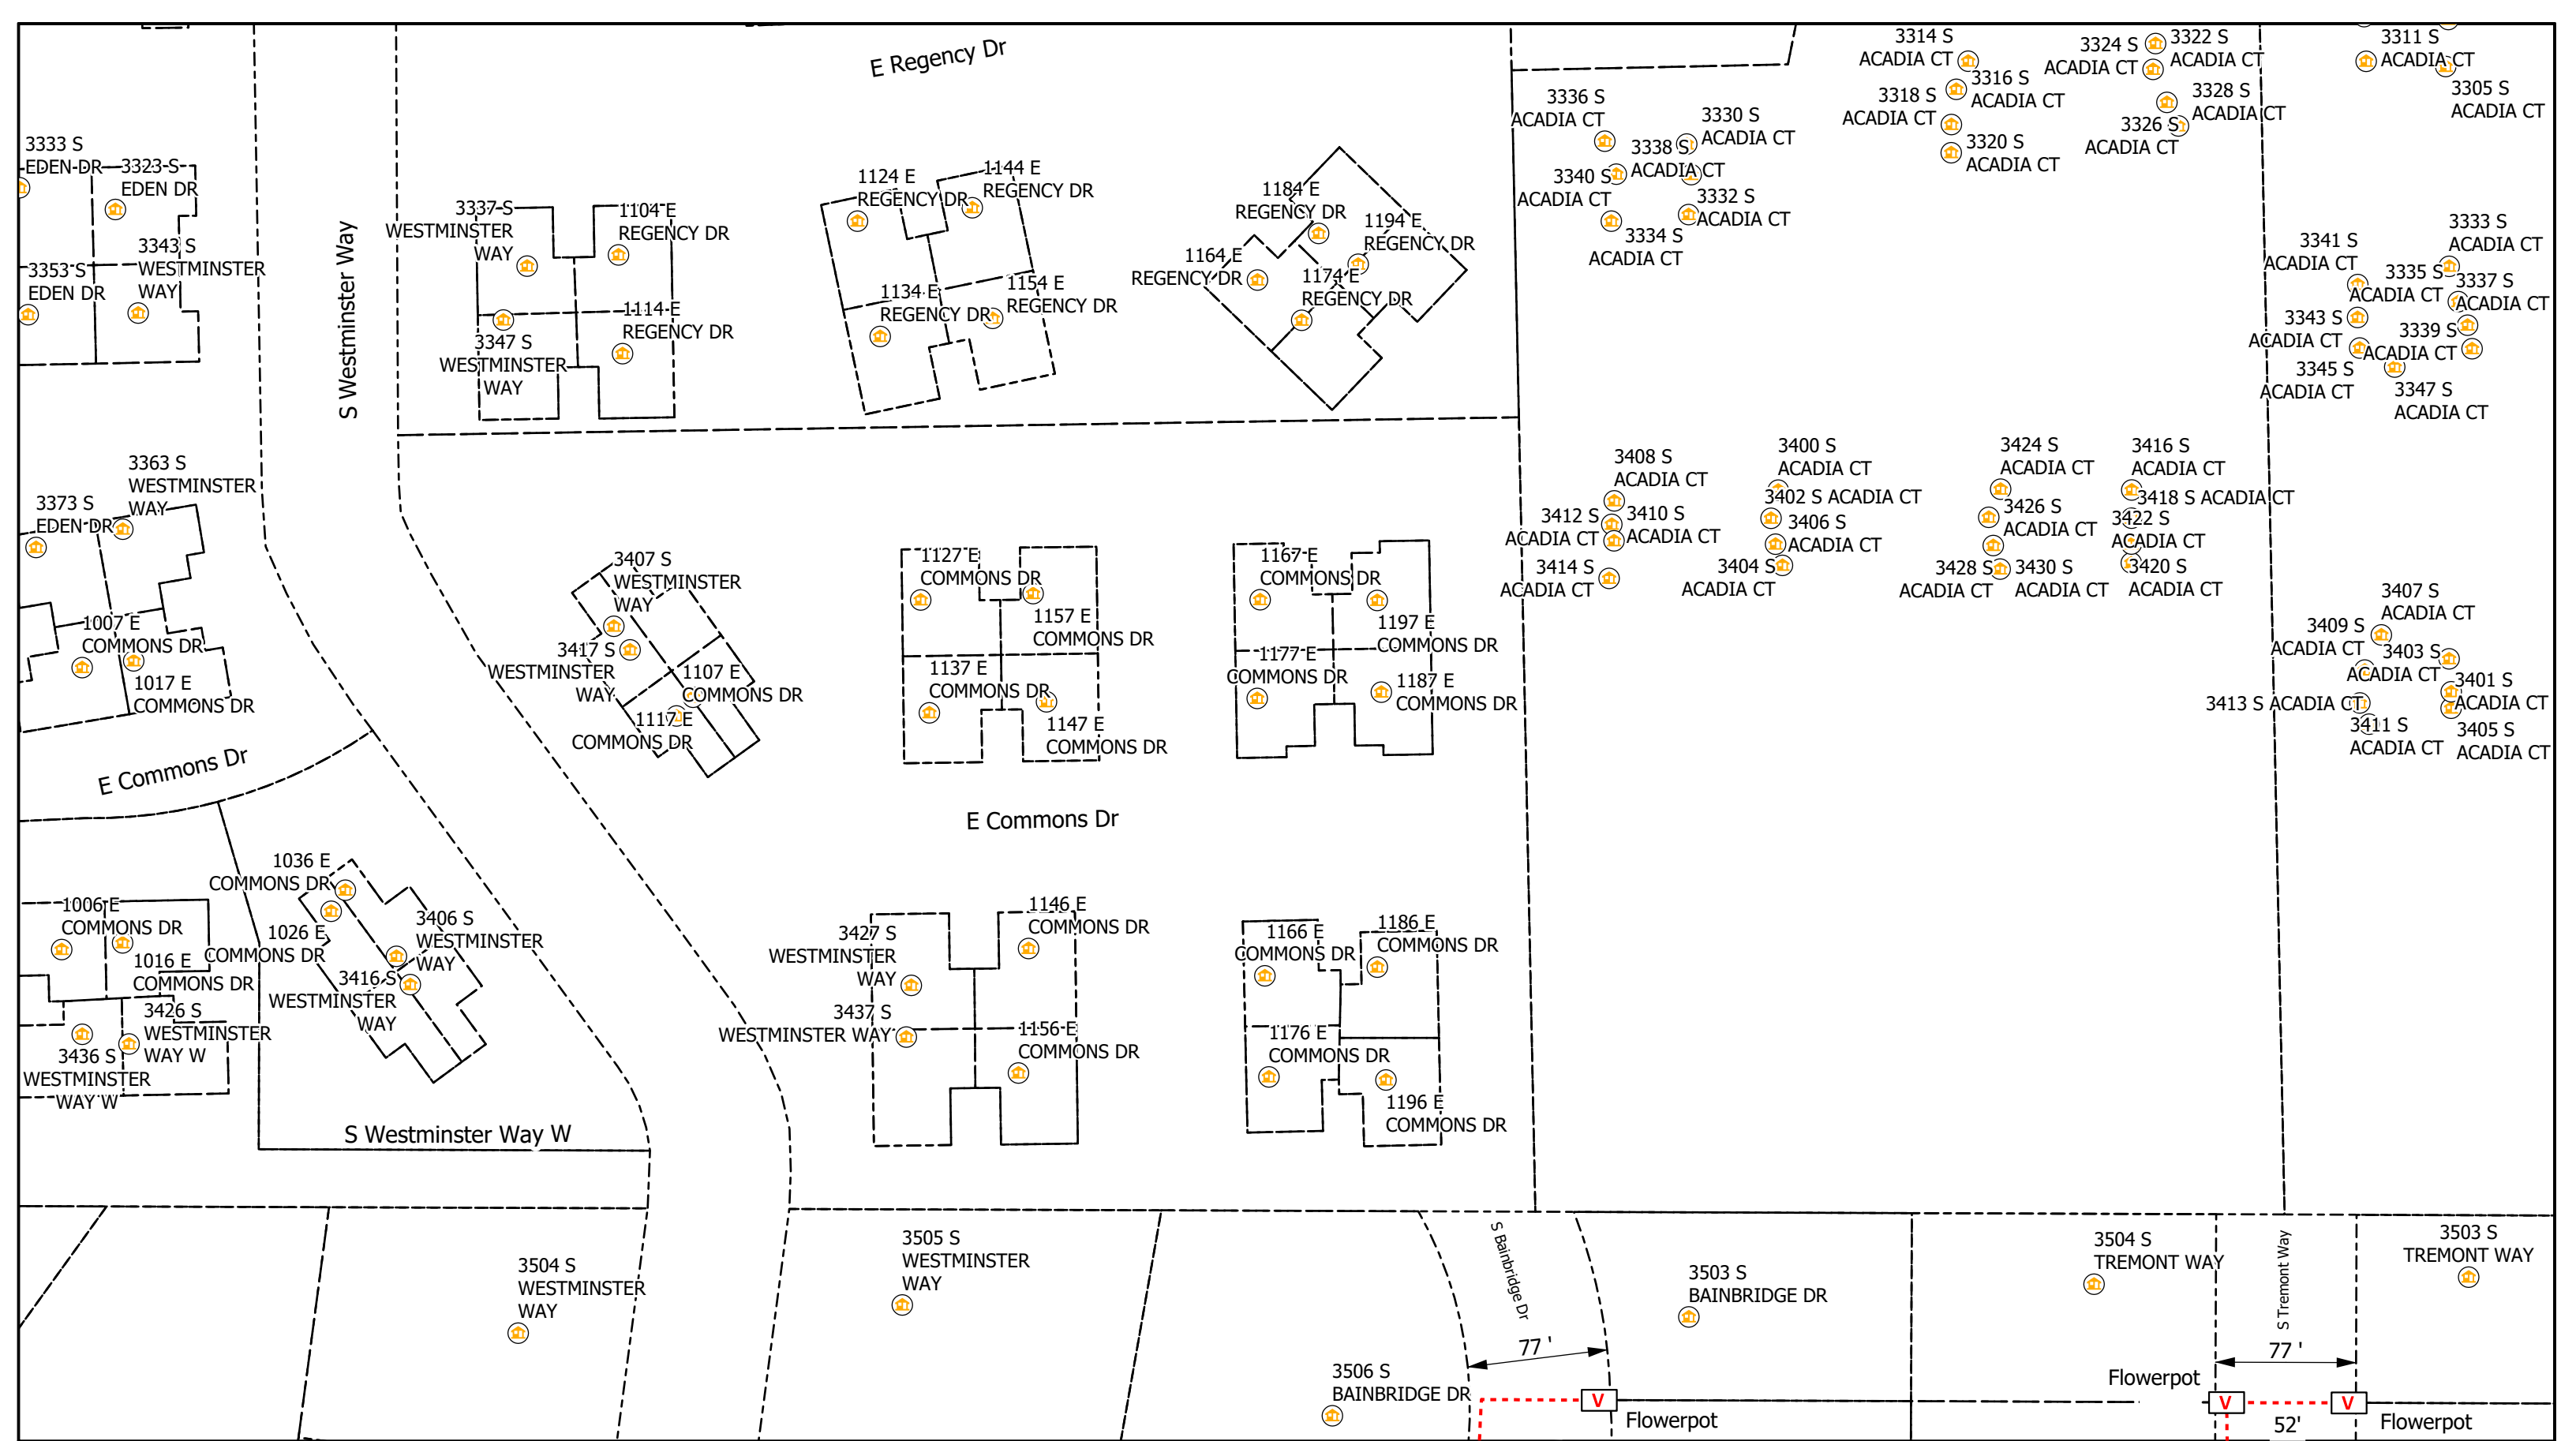 E Regency Dr
3314 S
ACADIA CT
3316 S
ACADIA CT
3318 S
ACADIA CT
3320 S
ACADIA CT
3324 S
ACADIA CT
3322 S
ACADIA CT
3328 S
ACADIA CT
3326 S
ACADIA CT
3311 S
ACADIA CT
3305 S
ACADIA CT
3336 S
ACADIA CT
3330 S
ACADIA CT
3338 S
ACADIA CT
3340 S
ACADIA CT
3332 S
ACADIA CT
3334 S
ACADIA CT
3333 S
EDEN DR
3323 S
EDEN DR
3343 S
WESTMINSTER
WAY
3353 S
EDEN DR
S Westminster Way
3337 S
WESTMINSTER
WAY
1104 E
REGENCY DR
1114 E
REGENCY DR
3347 S
WESTMINSTER
WAY
1124 E
REGENCY DR
1144 E
REGENCY DR
1134 E
REGENCY DR
1154 E
REGENCY DR
1184 E
REGENCY DR
1194 E
REGENCY DR
1164 E
REGENCY DR
1174 E
REGENCY DR
3333 S
ACADIA CT
3341 S
ACADIA CT
3335 S
ACADIA CT
3337 S
ACADIA CT
3343 S
ACADIA CT
3339 S
ACADIA CT
3345 S
ACADIA CT
3347 S
ACADIA CT
3363 S
WESTMINSTER
WAY
3373 S
EDEN DR
3408 S
ACADIA CT
3400 S
ACADIA CT
3402 S ACADIA CT
3412 S
ACADIA CT
3410 S
ACADIA CT
3406 S
ACADIA CT
3414 S
ACADIA CT
3404 S
ACADIA CT
3424 S
ACADIA CT
3416 S
ACADIA CT
3418 S ACADIA CT
3426 S
ACADIA CT
3422 S
ACADIA CT
3428 S
ACADIA CT
3430 S
ACADIA CT
3420 S
ACADIA CT
3407 S
WESTMINSTER
WAY
3417 S
WESTMINSTER
WAY
1107 E
COMMONS DR
1117 E
COMMONS DR
1127 E
COMMONS DR
1157 E
COMMONS DR
1137 E
COMMONS DR
1147 E
COMMONS DR
1167 E
COMMONS DR
1197 E
COMMONS DR
1177 E
COMMONS DR
1187 E
COMMONS DR
3407 S
ACADIA CT
3409 S
ACADIA CT
3403 S
ACADIA CT
3401 S
ACADIA CT
3413 S ACADIA CT
3411 S
ACADIA CT
3405 S
ACADIA CT
1007 E
COMMONS DR
1017 E
COMMONS DR
E Commons Dr
E Commons Dr
1036 E
COMMONS DR
1026 E
COMMONS DR
3406 S
WESTMINSTER
WAY
3416 S
WESTMINSTER
WAY
1006 E
COMMONS DR
1016 E
COMMONS DR
3426 S
WESTMINSTER
WAY W
3436 S
WESTMINSTER
WAY W
S Westminster Way W
3427 S
WESTMINSTER
WAY
3437 S
WESTMINSTER WAY
1146 E
COMMONS DR
1156 E
COMMONS DR
1166 E
COMMONS DR
1186 E
COMMONS DR
1176 E
COMMONS DR
1196 E
COMMONS DR
3504 S
WESTMINSTER
WAY
3505 S
WESTMINSTER
WAY
S Bainbridge Dr
3503 S
BAINBRIDGE DR
3506 S
BAINBRIDGE DR
77 '
V
Flowerpot
3504 S
TREMONT WAY
S Tremont Way
3503 S
TREMONT WAY
77 '
Flowerpot
V
V
52'
Flowerpot